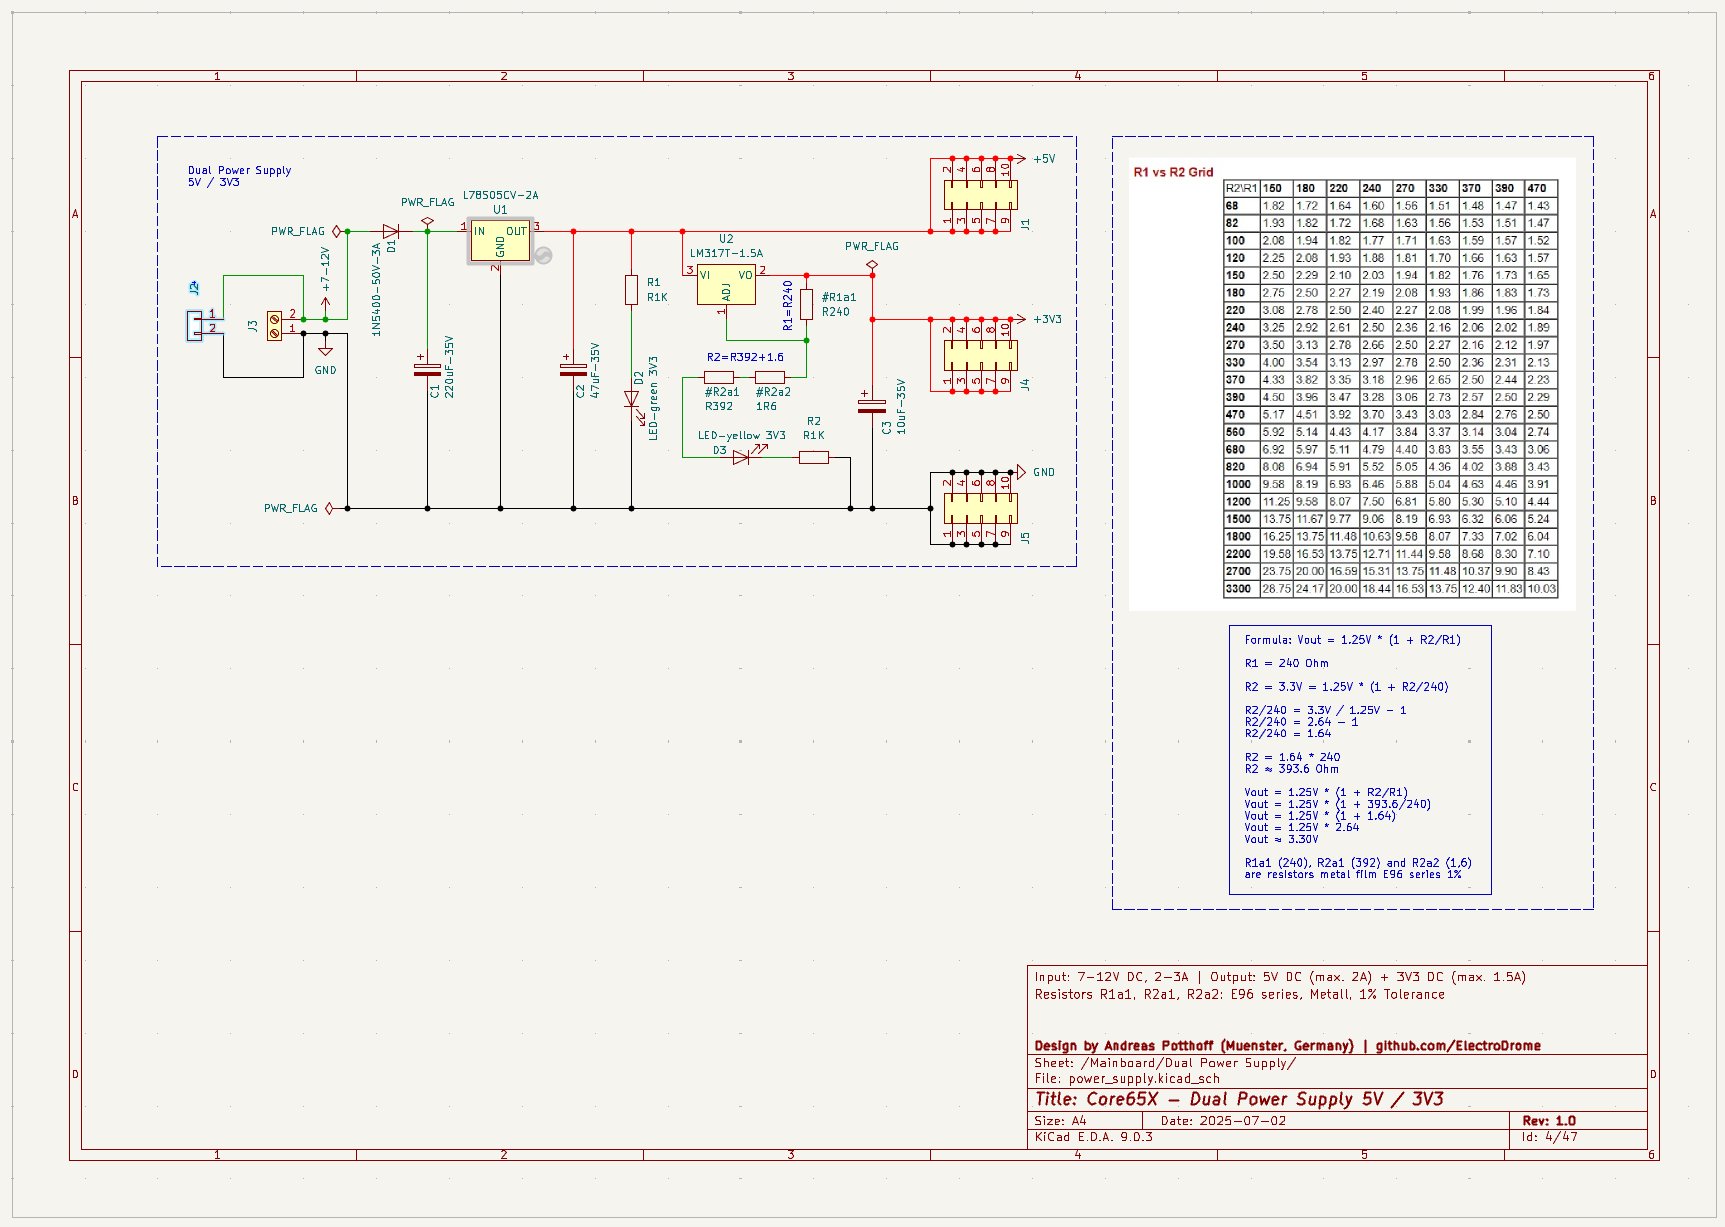 1 2 3 4 5 6
A
B
C
D
A
B
C
D
Dual Power Supply
5V / 3V3
PWR_FLAG
L78S05CV-2A
U1
PWR_FLAG
1 IN OUT 3
GND
2
D1
1N5400-50V-3A
+7-12V
J2
1
2
J3
2
1
GND
C1
220uF-35V
C2
47uF-35V
R1
R1K
D2
LED-green 3V3
U2
LM317T-1.5A
3 VI VO 2
ADJ
1
PWR_FLAG
R1=R240
#R1a1
R240
R2=R392+1.6
#R2a1
R392
#R2a2
1R6
LED-yellow 3V3
D3
R2
R1K
C3
10uF-35V
PWR_FLAG
2 4 6 8 10
+5V
1 3 5 7 9
J1
2 4 6 8 10
+3V3
1 3 5 7 9
J4
2 4 6 8 10
GND
1 3 5 7 9
J5
R1 vs R2 Grid
R2\R1 150 180 220 240 270 330 370 390 470
68 1.82 1.72 1.64 1.60 1.56 1.51 1.48 1.47 1.43
82 1.93 1.82 1.72 1.68 1.63 1.56 1.53 1.51 1.47
100 2.08 1.94 1.82 1.77 1.71 1.63 1.59 1.57 1.52
120 2.25 2.08 1.93 1.88 1.81 1.70 1.66 1.63 1.57
150 2.50 2.29 2.10 2.03 1.94 1.82 1.76 1.73 1.65
180 2.75 2.50 2.27 2.19 2.08 1.93 1.86 1.83 1.73
220 3.08 2.78 2.50 2.40 2.27 2.08 1.99 1.96 1.84
240 3.25 2.92 2.61 2.50 2.36 2.16 2.06 2.02 1.89
270 3.50 3.13 2.78 2.66 2.50 2.27 2.16 2.12 1.97
330 4.00 3.54 3.13 2.97 2.78 2.50 2.36 2.31 2.13
370 4.33 3.82 3.35 3.18 2.96 2.65 2.50 2.44 2.23
390 4.50 3.96 3.47 3.28 3.06 2.73 2.57 2.50 2.29
470 5.17 4.51 3.92 3.70 3.43 3.03 2.84 2.76 2.50
560 5.92 5.14 4.43 4.17 3.84 3.37 3.14 3.04 2.74
680 6.92 5.97 5.11 4.79 4.40 3.83 3.55 3.43 3.06
820 8.08 6.94 5.91 5.52 5.05 4.36 4.02 3.88 3.43
1000 9.58 8.19 6.93 6.46 5.88 5.04 4.63 4.46 3.91
1200 11.25 9.58 8.07 7.50 6.81 5.80 5.30 5.10 4.44
1500 13.75 11.67 9.77 9.06 8.19 6.93 6.32 6.06 5.24
1800 16.25 13.75 11.48 10.63 9.58 8.07 7.33 7.02 6.04
2200 19.58 16.53 13.75 12.71 11.44 9.58 8.68 8.30 7.10
2700 23.75 20.00 16.59 15.31 13.75 11.48 10.37 9.90 8.43
3300 28.75 24.17 20.00 18.44 16.53 13.75 12.40 11.83 10.03
Formula: Vout = 1.25V * (1 + R2/R1)
R1 = 240 Ohm
R2 = 3.3V = 1.25V * (1 + R2/240)
R2/240 = 3.3V / 1.25V - 1
R2/240 = 2.64 - 1
R2/240 = 1.64
R2 = 1.64 * 240
R2 ≈ 393.6 Ohm
Vout = 1.25V * (1 + R2/R1)
Vout = 1.25V * (1 + 393.6/240)
Vout = 1.25V * (1 + 1.64)
Vout = 1.25V * 2.64
Vout ≈ 3.30V
R1a1 (240), R2a1 (392) and R2a2 (1,6)
are resistors metal film E96 series 1%
Input: 7-12V DC, 2-3A | Output: 5V DC (max. 2A) + 3V3 DC (max. 1.5A)
Resistors R1a1, R2a1, R2a2: E96 series, Metall, 1% Tolerance
Design by Andreas Potthoff (Muenster, Germany) | github.com/ElectroDrome
Sheet: /Mainboard/Dual Power Supply/
File: power_supply.kicad_sch
Title: Core65X - Dual Power Supply 5V / 3V3
Size: A4 Date: 2025-07-02 Rev: 1.0
KiCad E.D.A. 9.0.3 Id: 4/47
1 2 3 4 5 6